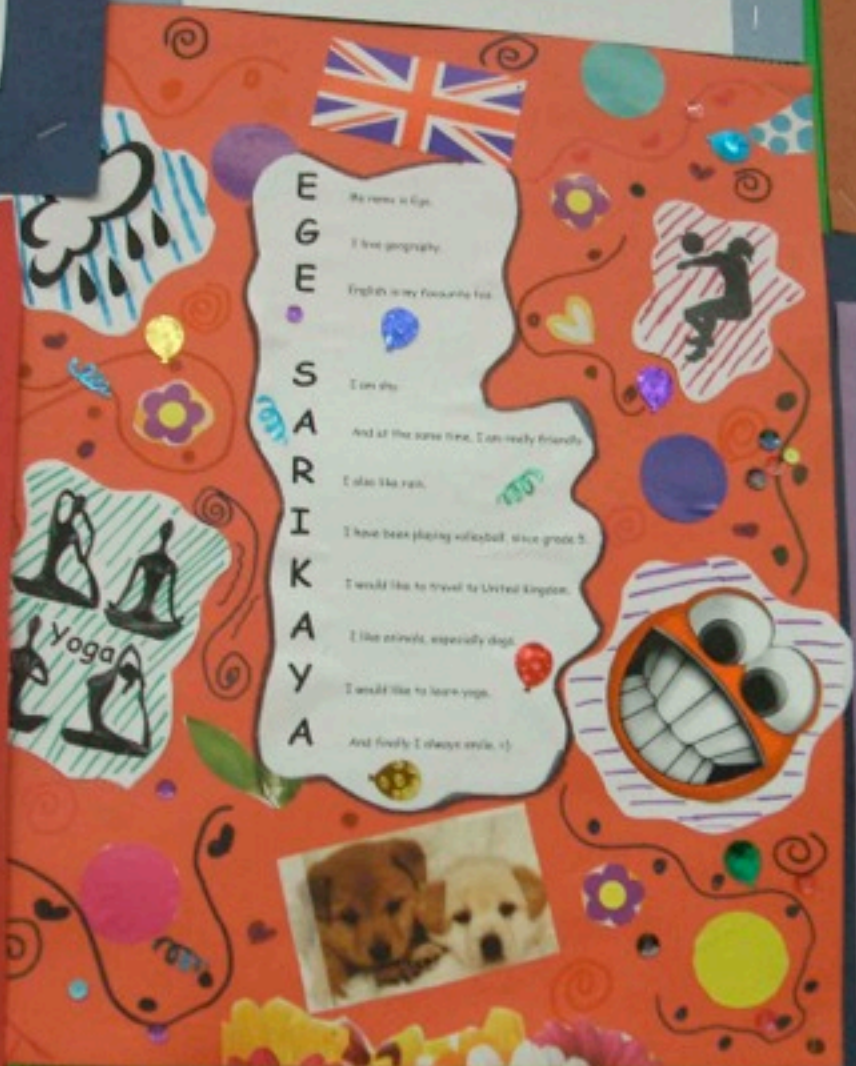 E My name is Ege.
G I love geography.
E English is my favourite too.
S I am shy.
A And at the same time, I am really friendly.
R I also like rain.
I I have been playing volleyball, since grade 5.
K I would like to travel to United Kingdom.
A I like animals, especially dogs.
Y I would like to learn yoga.
A And finally I always smile. =)
Yoga